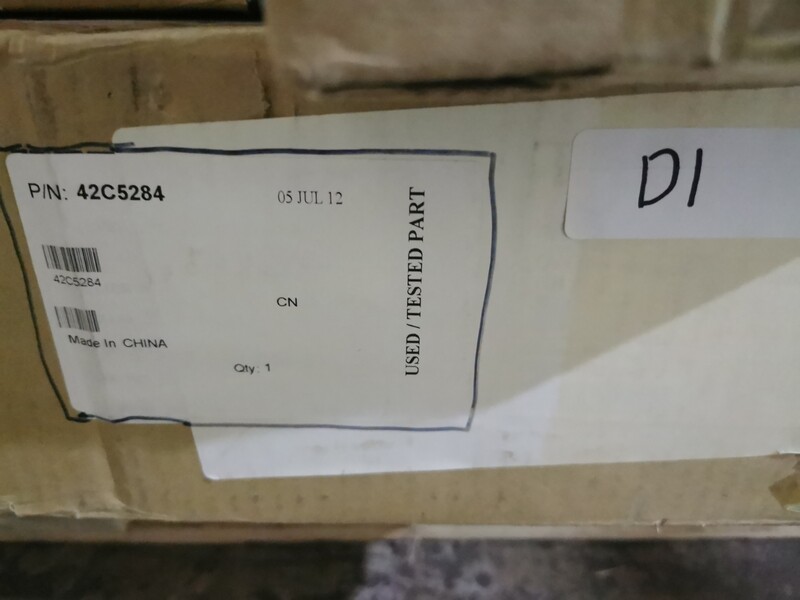 P/N: 42C5284
05 JUL 12
42C5284
CN
Made In CHINA
Qty: 1
USED / TESTED PART
D1